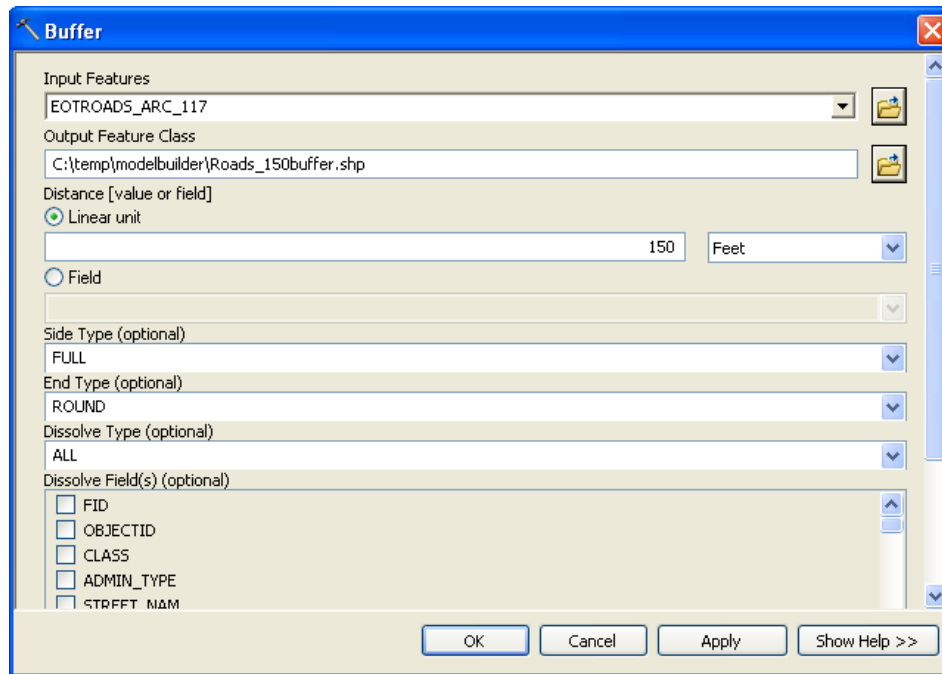 Buffer
Input Features
EOTROADS_ARC_117
Output Feature Class
C:\temp\modelbuilder\Roads_150buffer.shp
Distance [value or field]
Linear unit
150 Feet
Field
Side Type (optional)
FULL
End Type (optional)
ROUND
Dissolve Type (optional)
ALL
Dissolve Field(s) (optional)
FID
OBJECTID
CLASS
ADMIN_TYPE
STREET_NAM
OK Cancel Apply Show Help >>